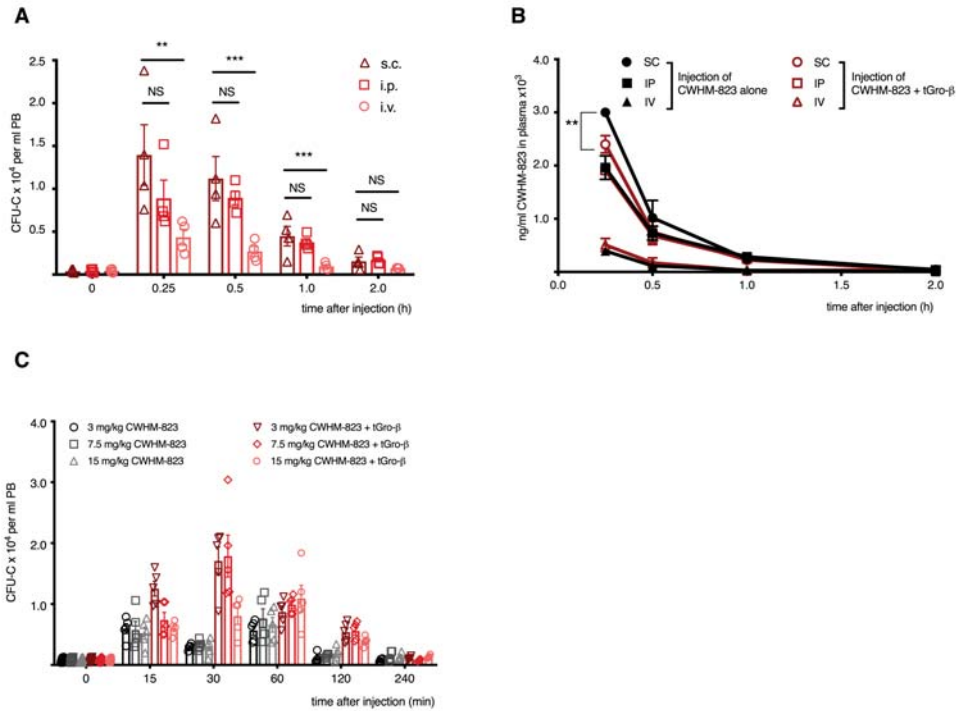 A
2.5
2.0
1.5
1.0
0.5
CFU-C x 10⁴ per ml PB
**
NS
***
NS
***
NS
NS
NS
s.c.
i.p.
i.v.
0 0.25 0.5 1.0 2.0
time after injection (h)
B
4.0
3.0
2.0
1.0
ng/ml CWHM-823 in plasma x10³
**
SC
IP
IV
Injection of
CWHM-823 alone
SC
IP
IV
Injection of
CWHM-823 + tGro-β
0.0 0.5 1.0 1.5 2.0
time after injection (h)
C
4.0
3.0
2.0
1.0
CFU-C x 10⁴ per ml PB
3 mg/kg CWHM-823
7.5 mg/kg CWHM-823
15 mg/kg CWHM-823
3 mg/kg CWHM-823 + tGro-β
7.5 mg/kg CWHM-823 + tGro-β
15 mg/kg CWHM-823 + tGro-β
0 15 30 60 120 240
time after injection (min)